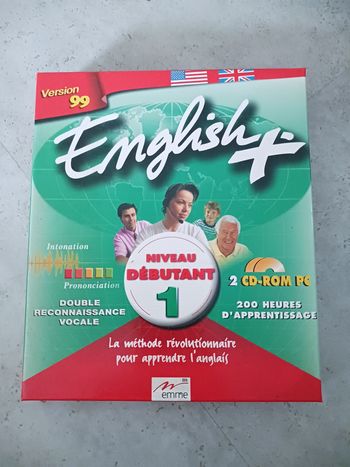 Version
99
English+
Intonation
Prononciation
NIVEAU
DÉBUTANT
1
DOUBLE
RECONNAISSANCE
VOCALE
2 CD-ROM PC
200 HEURES
D'APPRENTISSAGE
La méthode révolutionnaire
pour apprendre l'anglais
emme